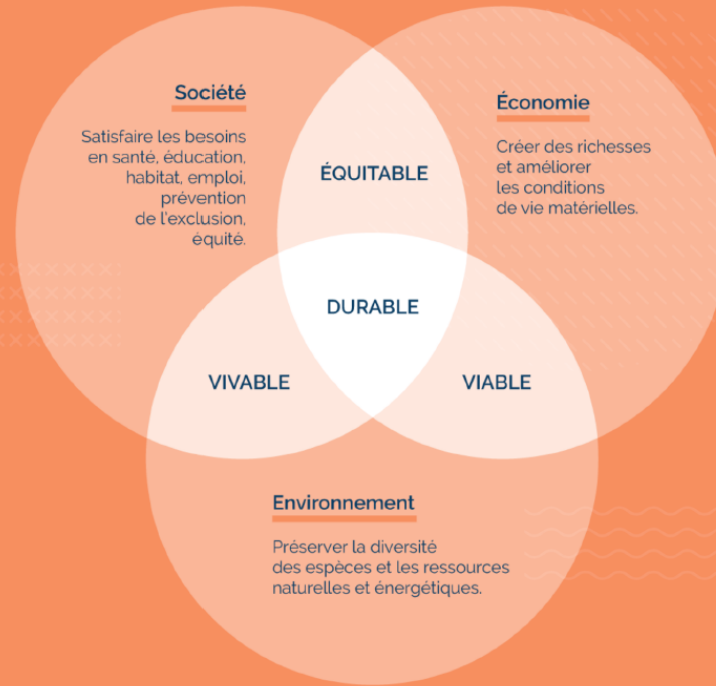 Société
Satisfaire les besoins
en santé, éducation,
habitat, emploi,
prévention
de l'exclusion,
équité.
Économie
Créer des richesses
et améliorer
les conditions
de vie matérielles.
ÉQUITABLE
DURABLE
VIVABLE
VIABLE
Environnement
Préserver la diversité
des espèces et les ressources
naturelles et énergétiques.